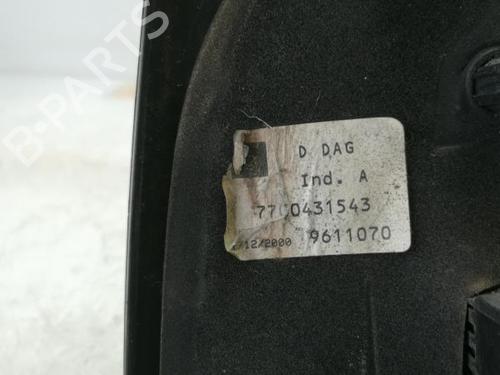 B-PARTS
D DAG
Ind. A
7700431543
/12/2000 9611070